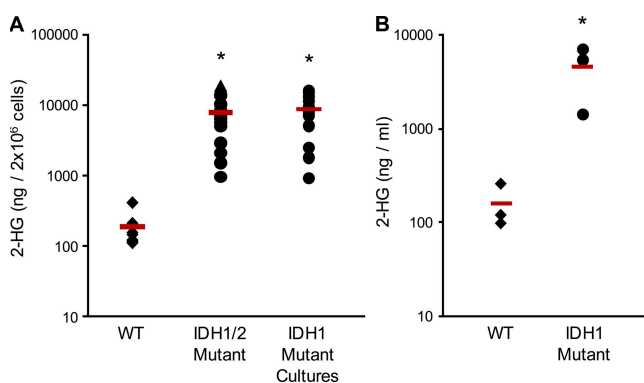 A
2-HG (ng / 2x10⁶ cells)
100000
10000
1000
100
10
*
*
WT
IDH1/2
Mutant
IDH1
Mutant
Cultures
B
2-HG (ng / ml)
10000
1000
100
10
*
WT
IDH1
Mutant